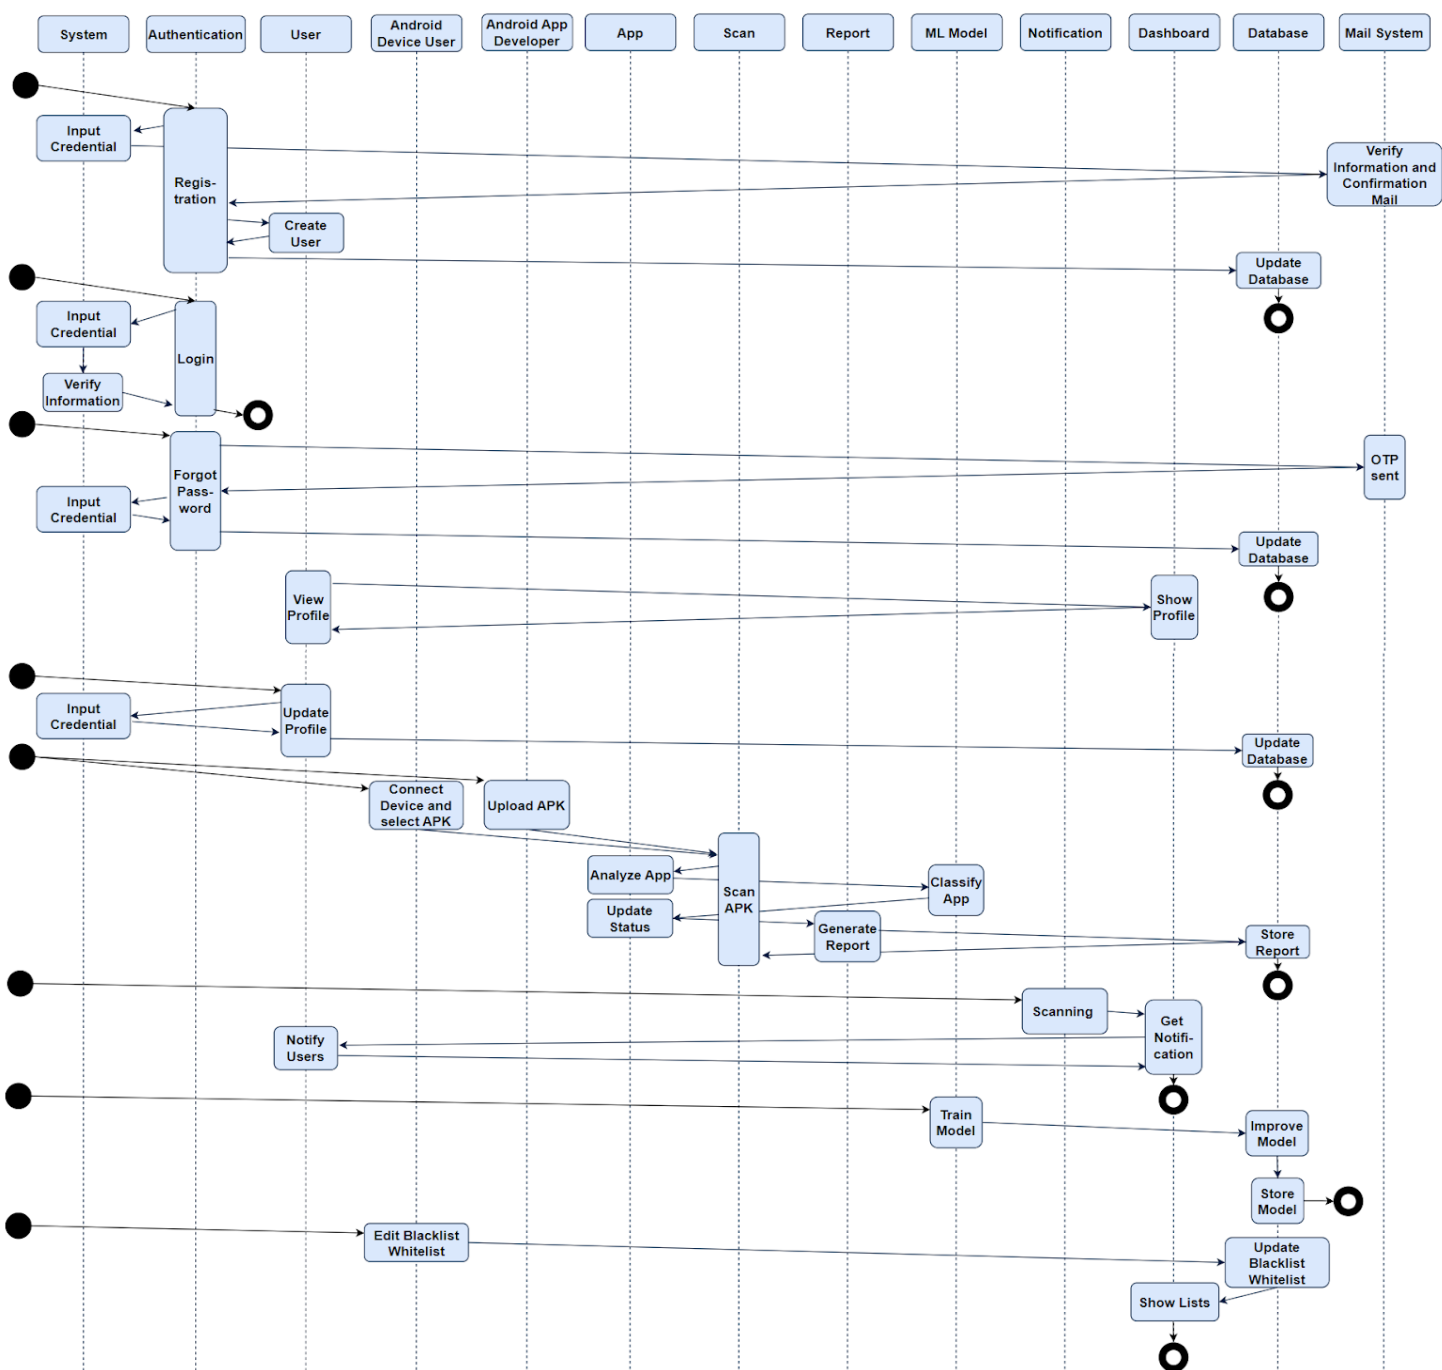 System
Authentication
User
Android
Device User
Android App
Developer
App
Scan
Report
ML Model
Notification
Dashboard
Database
Mail System
Input
Credential
Regis-
tration
Verify
Information and
Confirmation
Mail
Create
User
Update
Database
Input
Credential
Login
Verify
Information
Forgot
Pass-
word
OTP
sent
Input
Credential
Update
Database
View
Profile
Show
Profile
Input
Credential
Update
Profile
Update
Database
Connect
Device and
select APK
Upload APK
Scan
APK
Analyze App
Classify
App
Update
Status
Generate
Report
Store
Report
Scanning
Get
Notifi-
cation
Notify
Users
Train
Model
Improve
Model
Store
Model
Edit Blacklist
Whitelist
Update
Blacklist
Whitelist
Show Lists